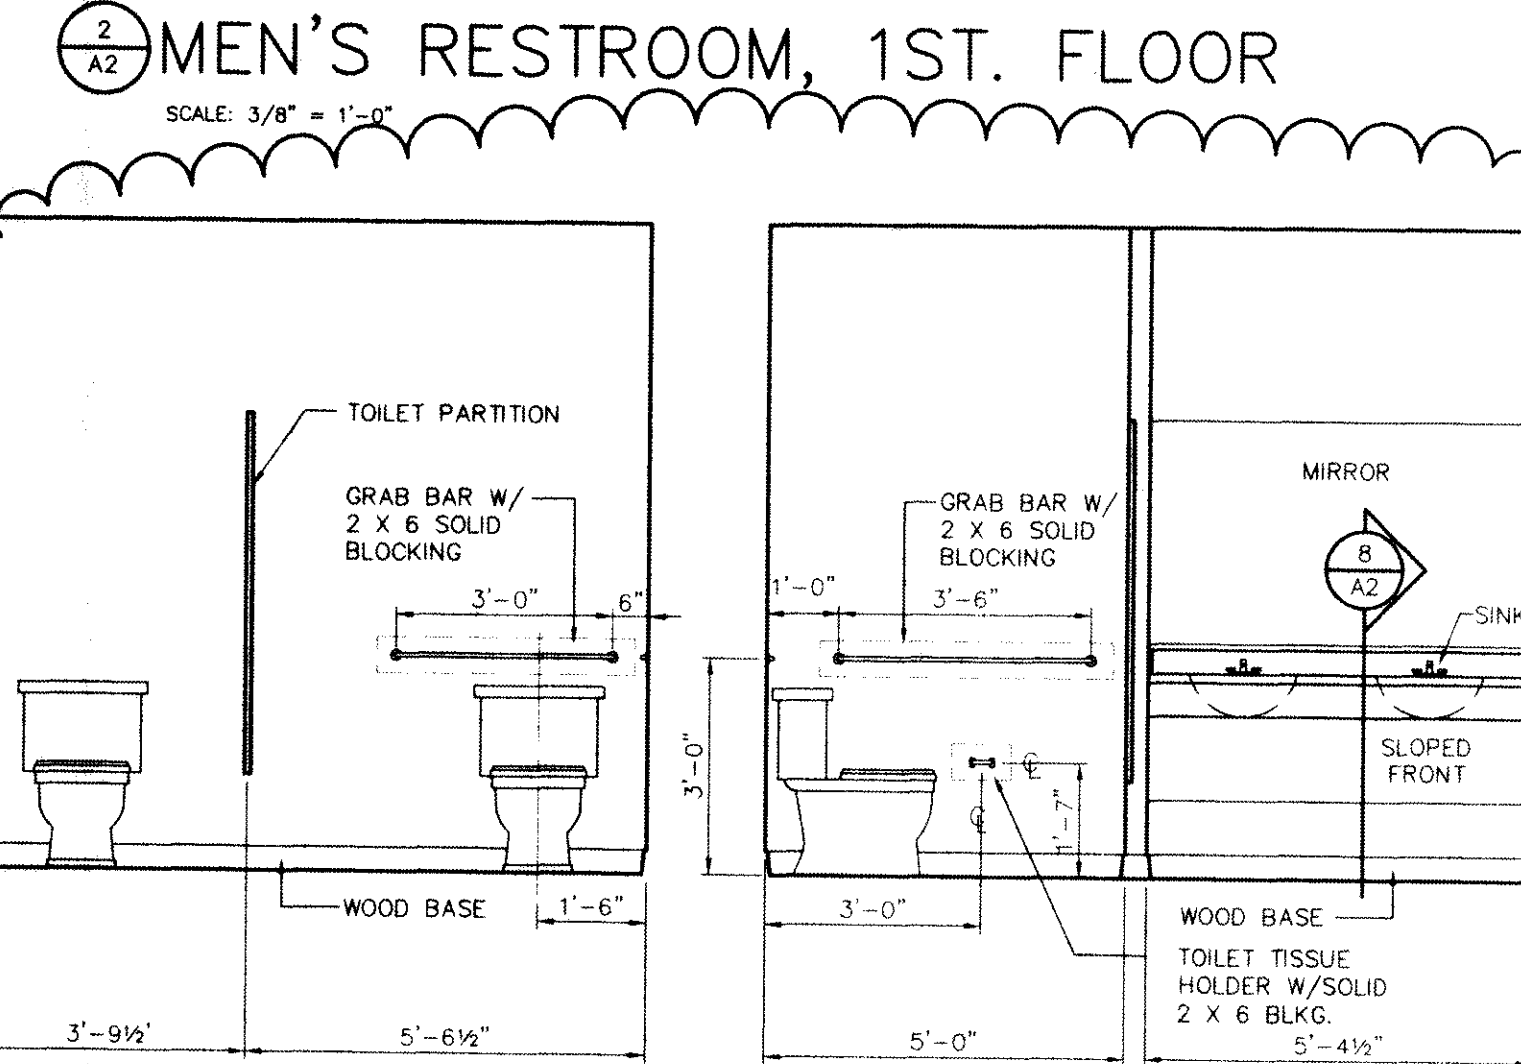 2
A2
MEN'S RESTROOM, 1ST. FLOOR
SCALE: 3/8" = 1'-0"
TOILET PARTITION
GRAB BAR W/
2 X 6 SOLID
BLOCKING
3'-0"
6"
WOOD BASE
1'-6"
3'-9½'
5'-6½"
3'-0"
GRAB BAR W/
2 X 6 SOLID
BLOCKING
1'-0"
3'-6"
CL
CL
1'-7"
3'-0"
5'-0"
MIRROR
8
A2
SINK
SLOPED
FRONT
WOOD BASE
TOILET TISSUE
HOLDER W/SOLID
2 X 6 BLKG.
5'-4½"